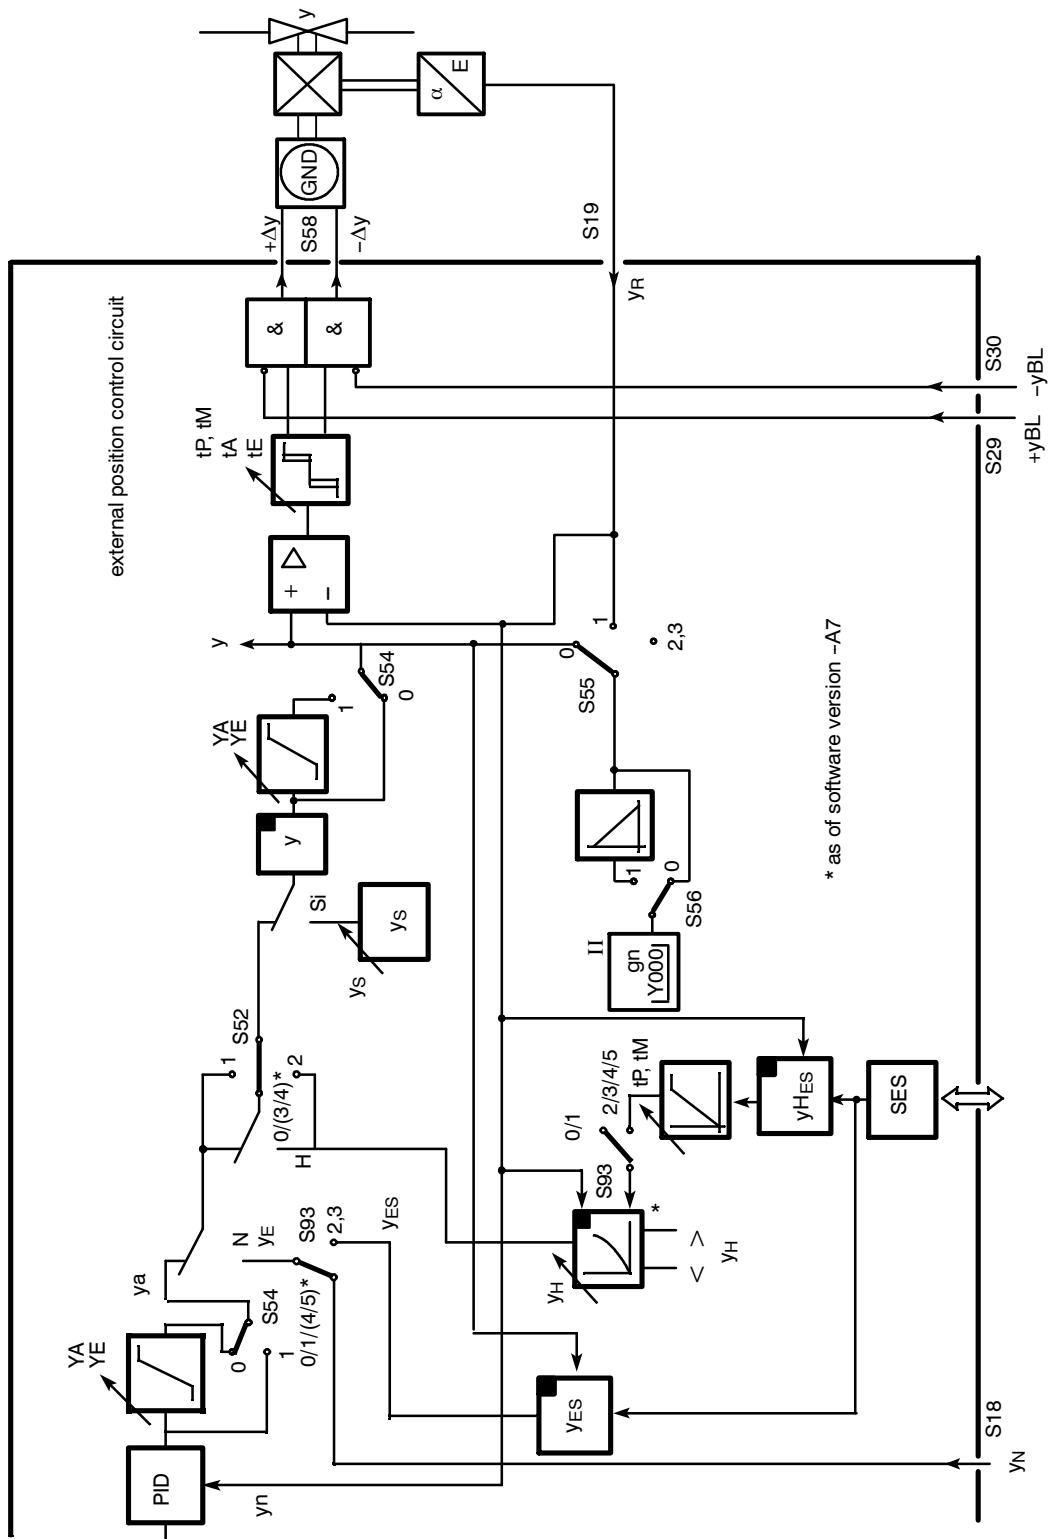 external position control circuit
PID
YA
YE
ya
0
1
S54
N
yE
S93
0/1/(4/5)*
2,3
yES
H
1
S52
0/(3/4)*
2
Si
yS
yS
y
YA
YE
1
S54
0
y
+
−
tP, tM
tA
tE
&
&
+Δy
S58
−Δy
GND
y
α
E
S19
yR
0
S55
1
2,3
II
gn
Y000
S56
1
0
yH
S93
0/1
2/3/4/5
tP, tM
*
< >
yH
yHES
SES
yES
yn
yN
S18
S29
+yBL
S30
−yBL
* as of software version −A7